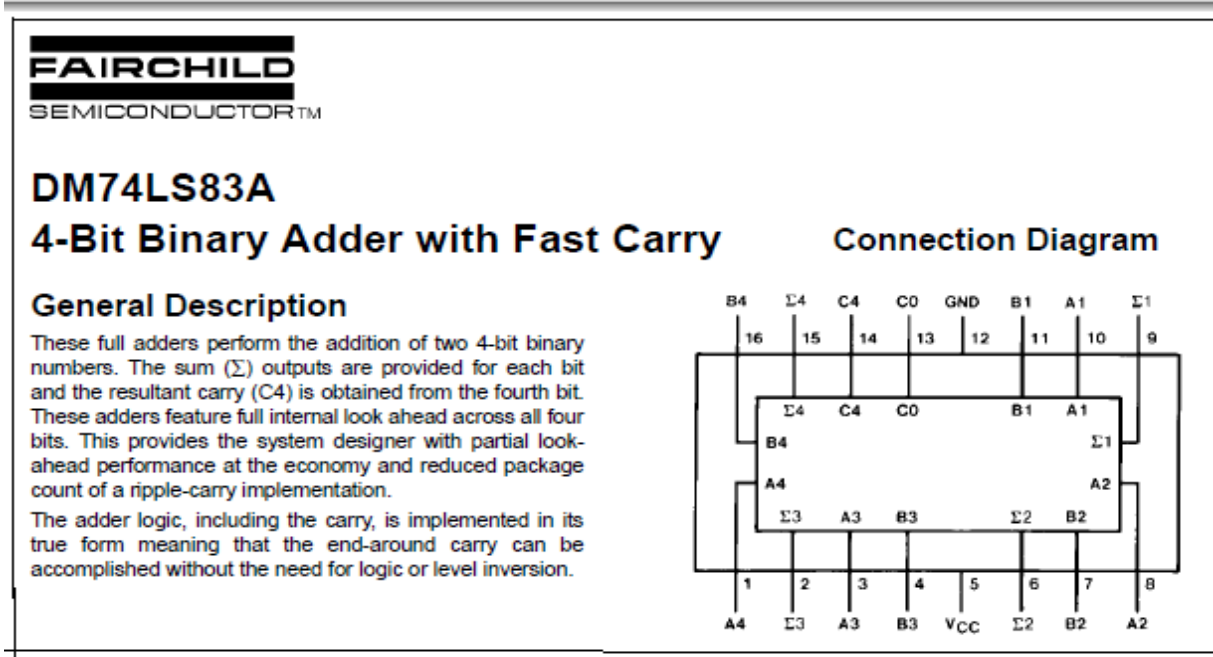 FAIRCHILD
SEMICONDUCTOR™
DM74LS83A
4-Bit Binary Adder with Fast Carry
General Description
These full adders perform the addition of two 4-bit binary
numbers. The sum (Σ) outputs are provided for each bit
and the resultant carry (C4) is obtained from the fourth bit.
These adders feature full internal look ahead across all four
bits. This provides the system designer with partial look-
ahead performance at the economy and reduced package
count of a ripple-carry implementation.
The adder logic, including the carry, is implemented in its
true form meaning that the end-around carry can be
accomplished without the need for logic or level inversion.
Connection Diagram
B4 Σ4 C4 C0 GND B1 A1 Σ1
16 15 14 13 12 11 10 9
Σ4 C4 C0 B1 A1
B4 Σ1
A4 A2
Σ3 A3 B3 Σ2 B2
1 2 3 4 5 6 7 8
A4 Σ3 A3 B3 VCC Σ2 B2 A2